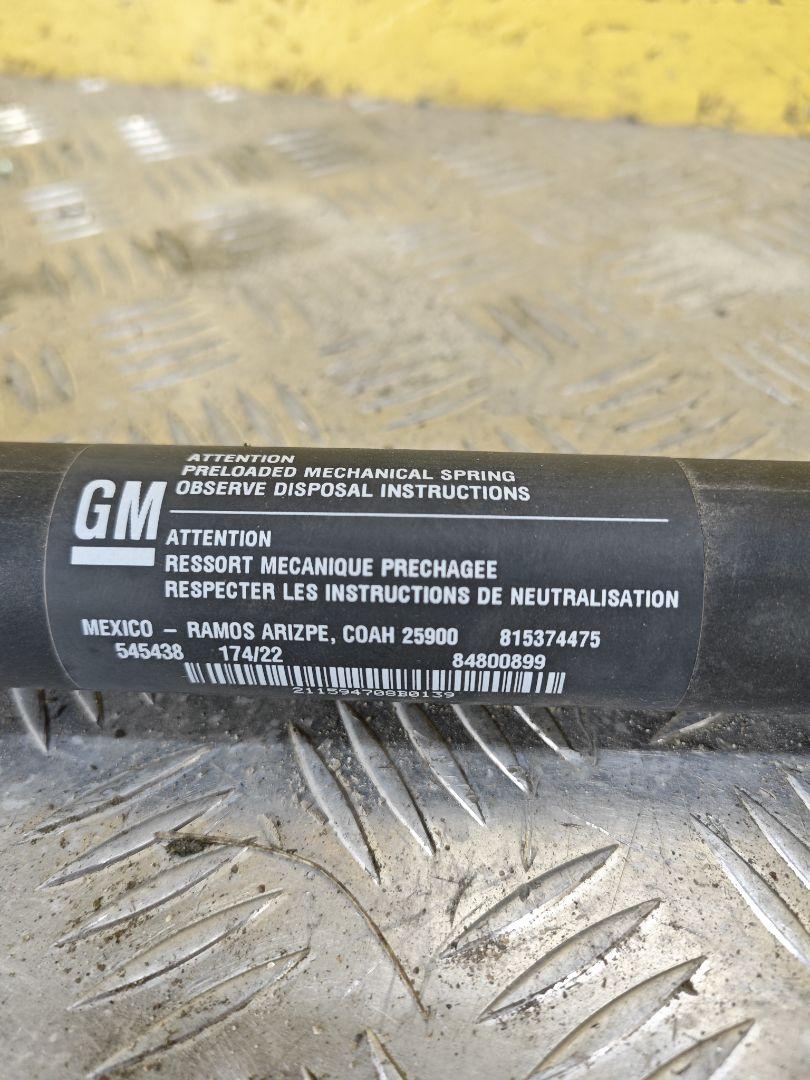 GM
ATTENTION
PRELOADED MECHANICAL SPRING
OBSERVE DISPOSAL INSTRUCTIONS
ATTENTION
RESSORT MECANIQUE PRECHAGEE
RESPECTER LES INSTRUCTIONS DE NEUTRALISATION
MEXICO - RAMOS ARIZPE, COAH 25900 815374475
545438 174/22 84800899
211594708B0139